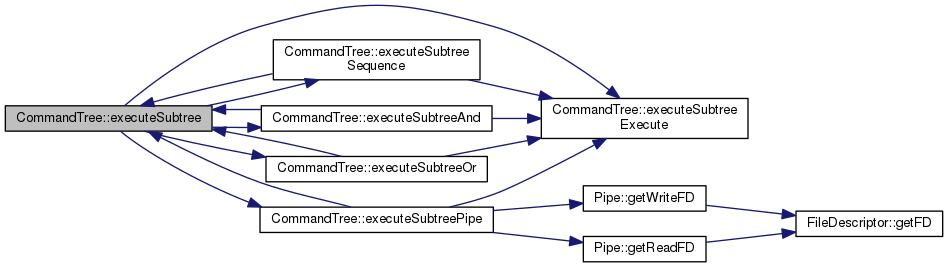 CommandTree::executeSubtree
CommandTree::executeSubtree
Sequence
CommandTree::executeSubtreeAnd
CommandTree::executeSubtreeOr
CommandTree::executeSubtreePipe
CommandTree::executeSubtree
Execute
Pipe::getWriteFD
Pipe::getReadFD
FileDescriptor::getFD